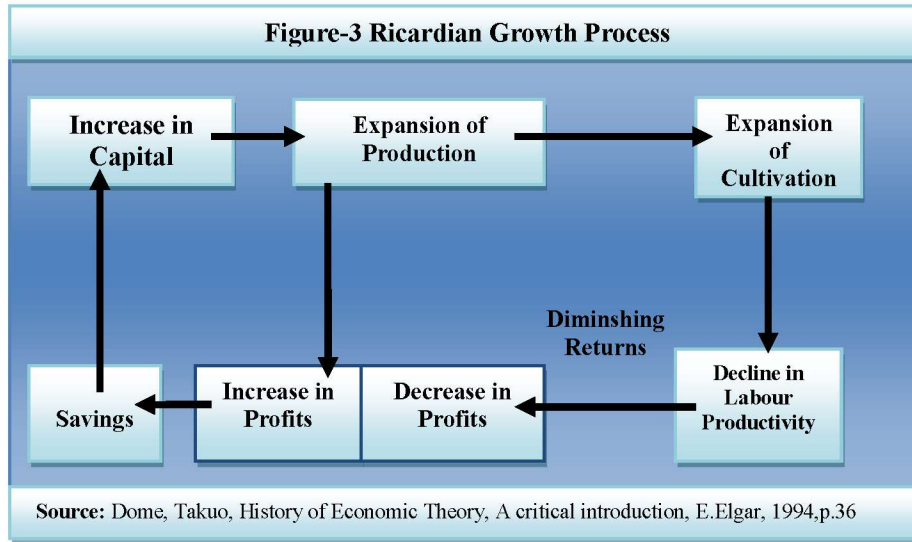 Figure-3 Ricardian Growth Process
Increase in
Capital
Expansion of
Production
Expansion
of
Cultivation
Diminshing
Returns
Savings
Increase in
Profits
Decrease in
Profits
Decline in
Labour
Productivity
Source: Dome, Takuo, History of Economic Theory, A critical introduction, E.Elgar, 1994,p.36